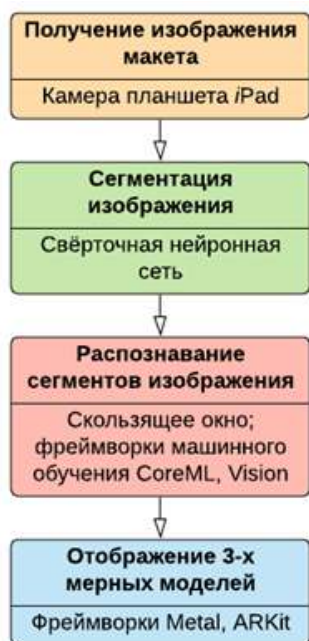 Получение изображения
макета
Камера планшета iPad
Сегментация
изображения
Свёрточная нейронная
сеть
Распознавание
сегментов изображения
Скользящее окно;
фреймворки машинного
обучения CoreML, Vision
Отображение 3-х
мерных моделей
Фреймворки Metal, ARKit